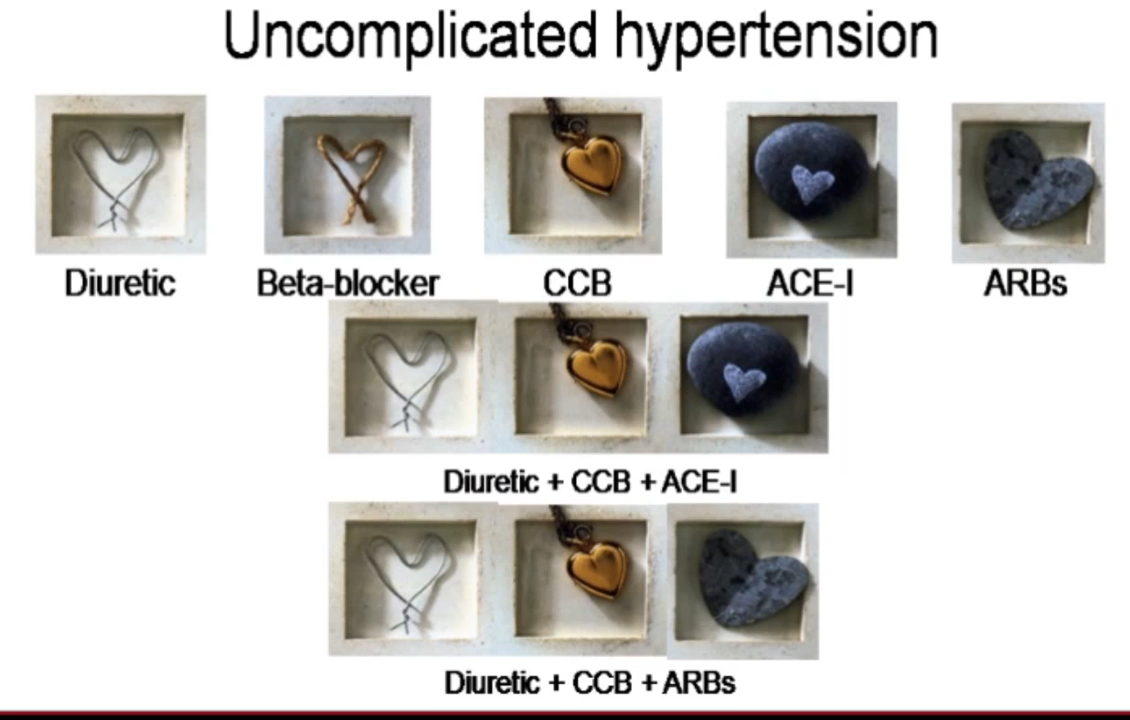 Uncomplicated hypertension
Diuretic Beta-blocker CCB ACE-I ARBs
Diuretic + CCB + ACE-I
Diuretic + CCB + ARBs